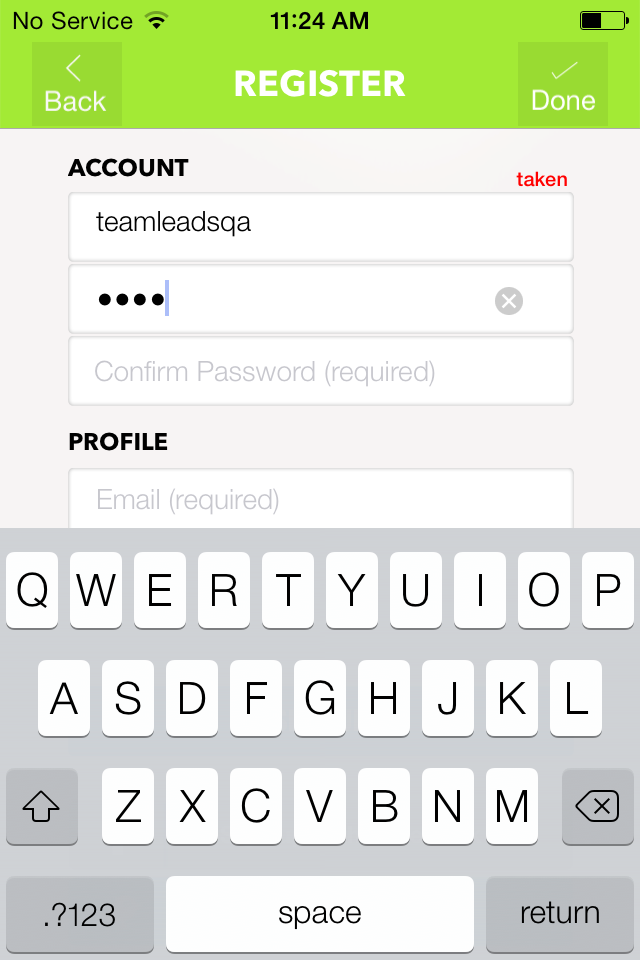 No Service 11:24 AM
Back REGISTER Done
ACCOUNT
taken
teamleadsqa
••••
Confirm Password (required)
PROFILE
Email (required)
Q W E R T Y U I O P
A S D F G H J K L
Z X C V B N M
.?123 space return